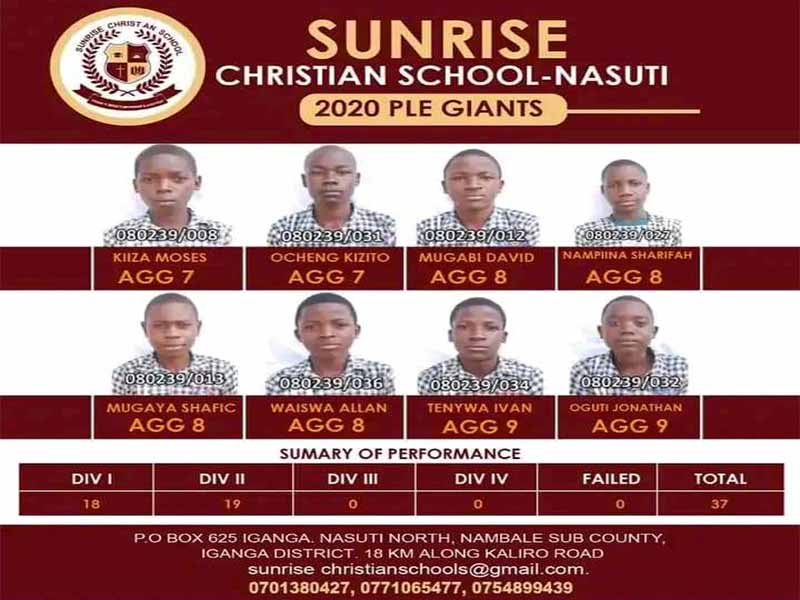 SUNRISE CHRISTIAN SCHOOL
SUNRISE
CHRISTIAN SCHOOL-NASUTI
2020 PLE GIANTS
080239/008
080239/031
080239/012
080239/027
KIIZA MOSES
OCHENG KIZITO
MUGABI DAVID
NAMPIINA SHARIFAH
AGG 7
AGG 7
AGG 8
AGG 8
080239/013
080239/036
080239/034
080239/032
MUGAYA SHAFIC
WAISWA ALLAN
TENYWA IVAN
OGUTI JONATHAN
AGG 8
AGG 8
AGG 9
AGG 9
SUMARY OF PERFORMANCE
DIV I DIV II DIV III DIV IV FAILED TOTAL
18 19 0 0 0 37
P.O BOX 625 IGANGA. NASUTI NORTH, NAMBALE SUB COUNTY,
IGANGA DISTRICT. 18 KM ALONG KALIRO ROAD
sunrise christianschools@gmail.com.
0701380427, 0771065477, 0754899439